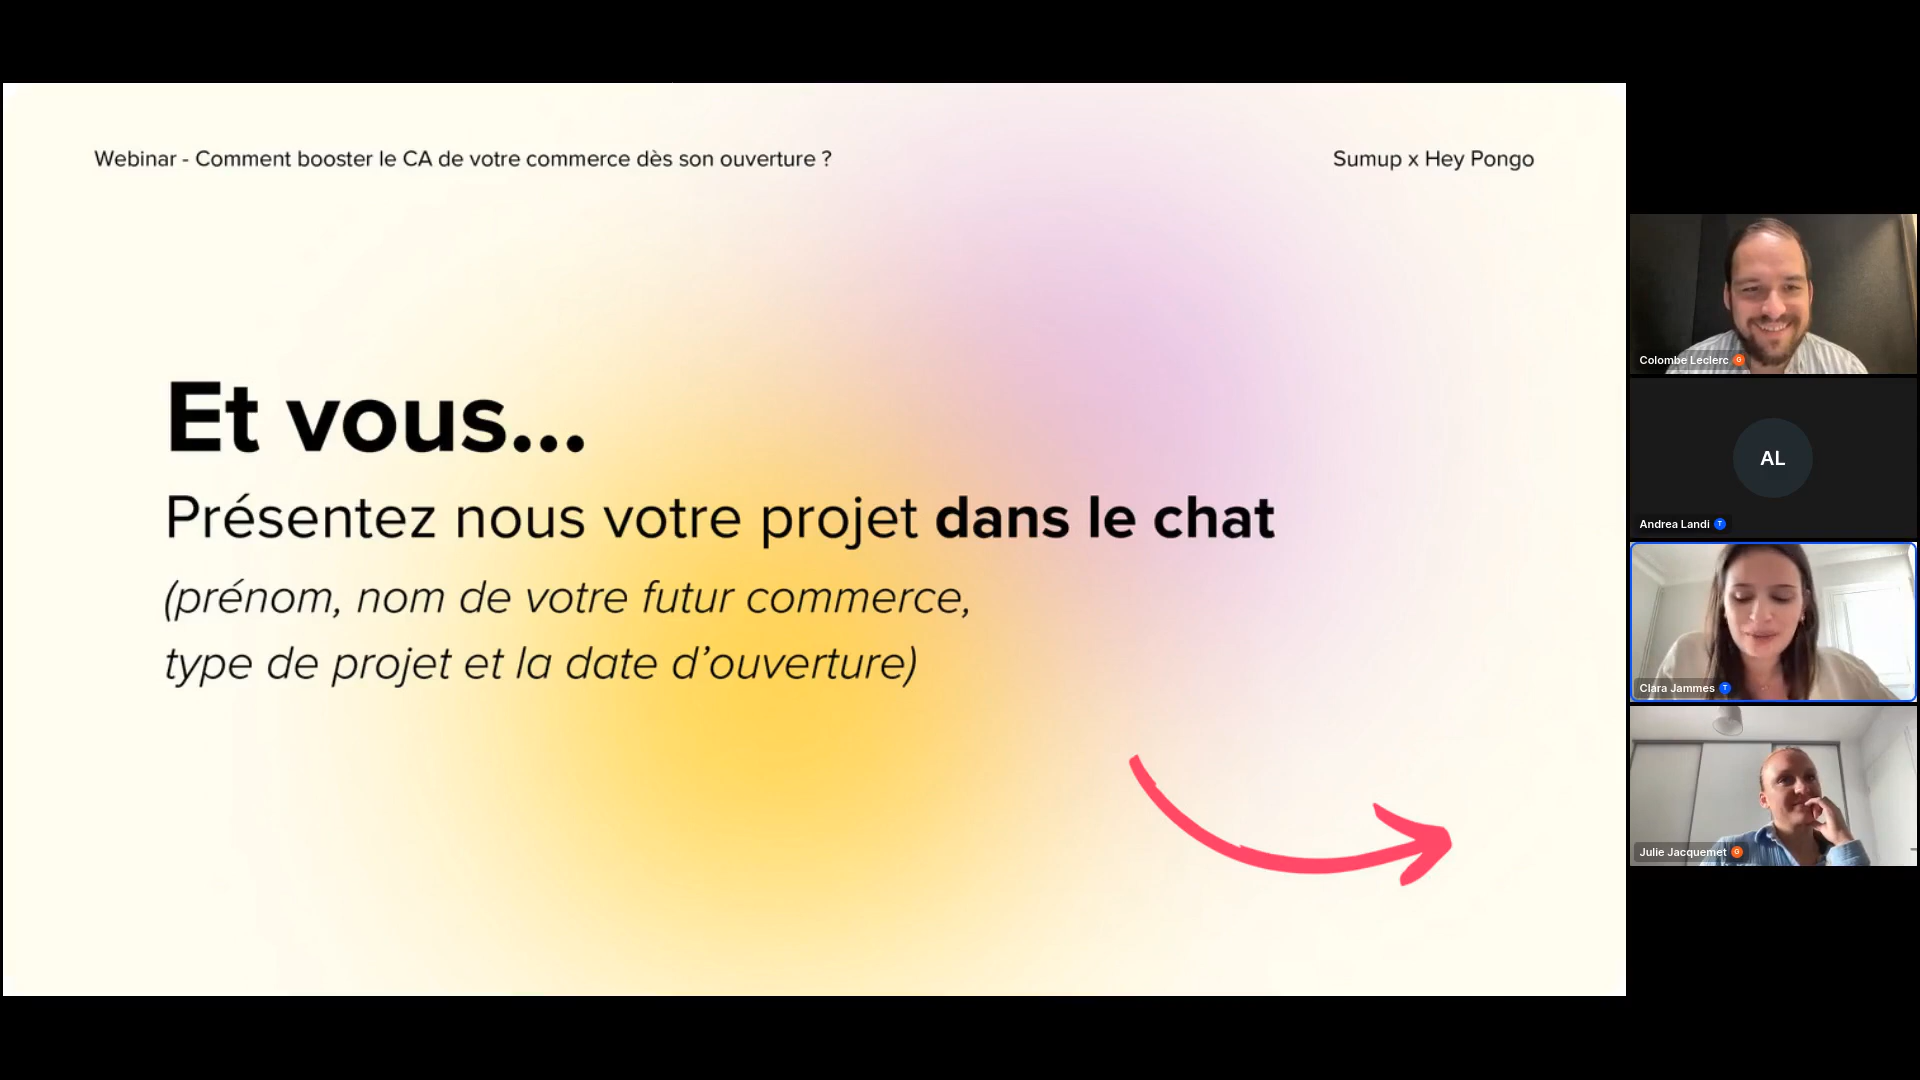 Webinar - Comment booster le CA de votre commerce dès son ouverture ?
Sumup x Hey Pongo
Et vous...
Présentez nous votre projet dans le chat
(prénom, nom de votre futur commerce,
type de projet et la date d’ouverture)
Colombe Leclerc G
AL
Andrea Landi T
Clara Jammes T
Julie Jacquemet G